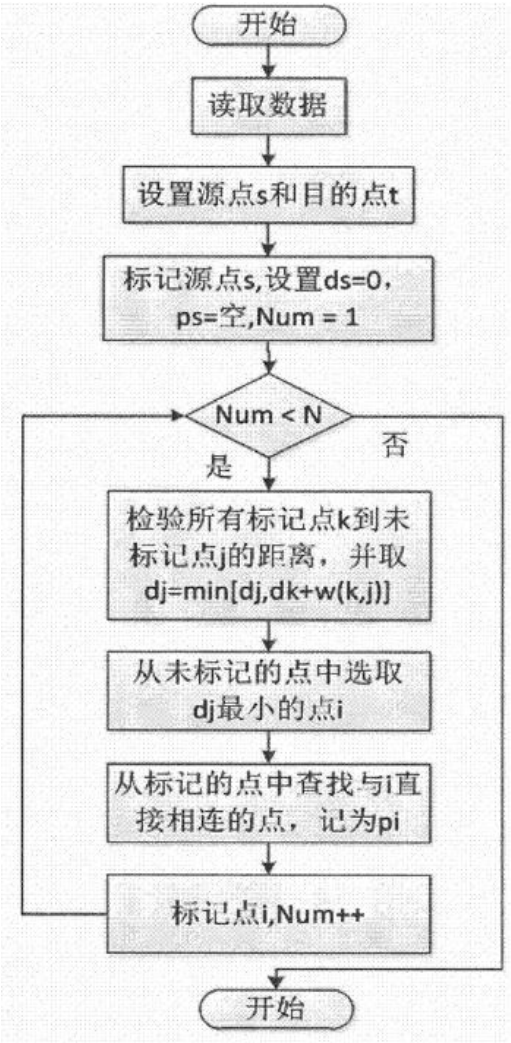 开始
读取数据
设置源点s和目的点t
标记源点s,设置ds=0，
ps=空,Num = 1
Num < N
否
是
检验所有标记点k到未
标记点j的距离，并取
dj=min[dj,dk+w(k,j)]
从未标记的点中选取
dj最小的点i
从标记的点中查找与i直
接相连的点，记为pi
标记点i,Num++
开始